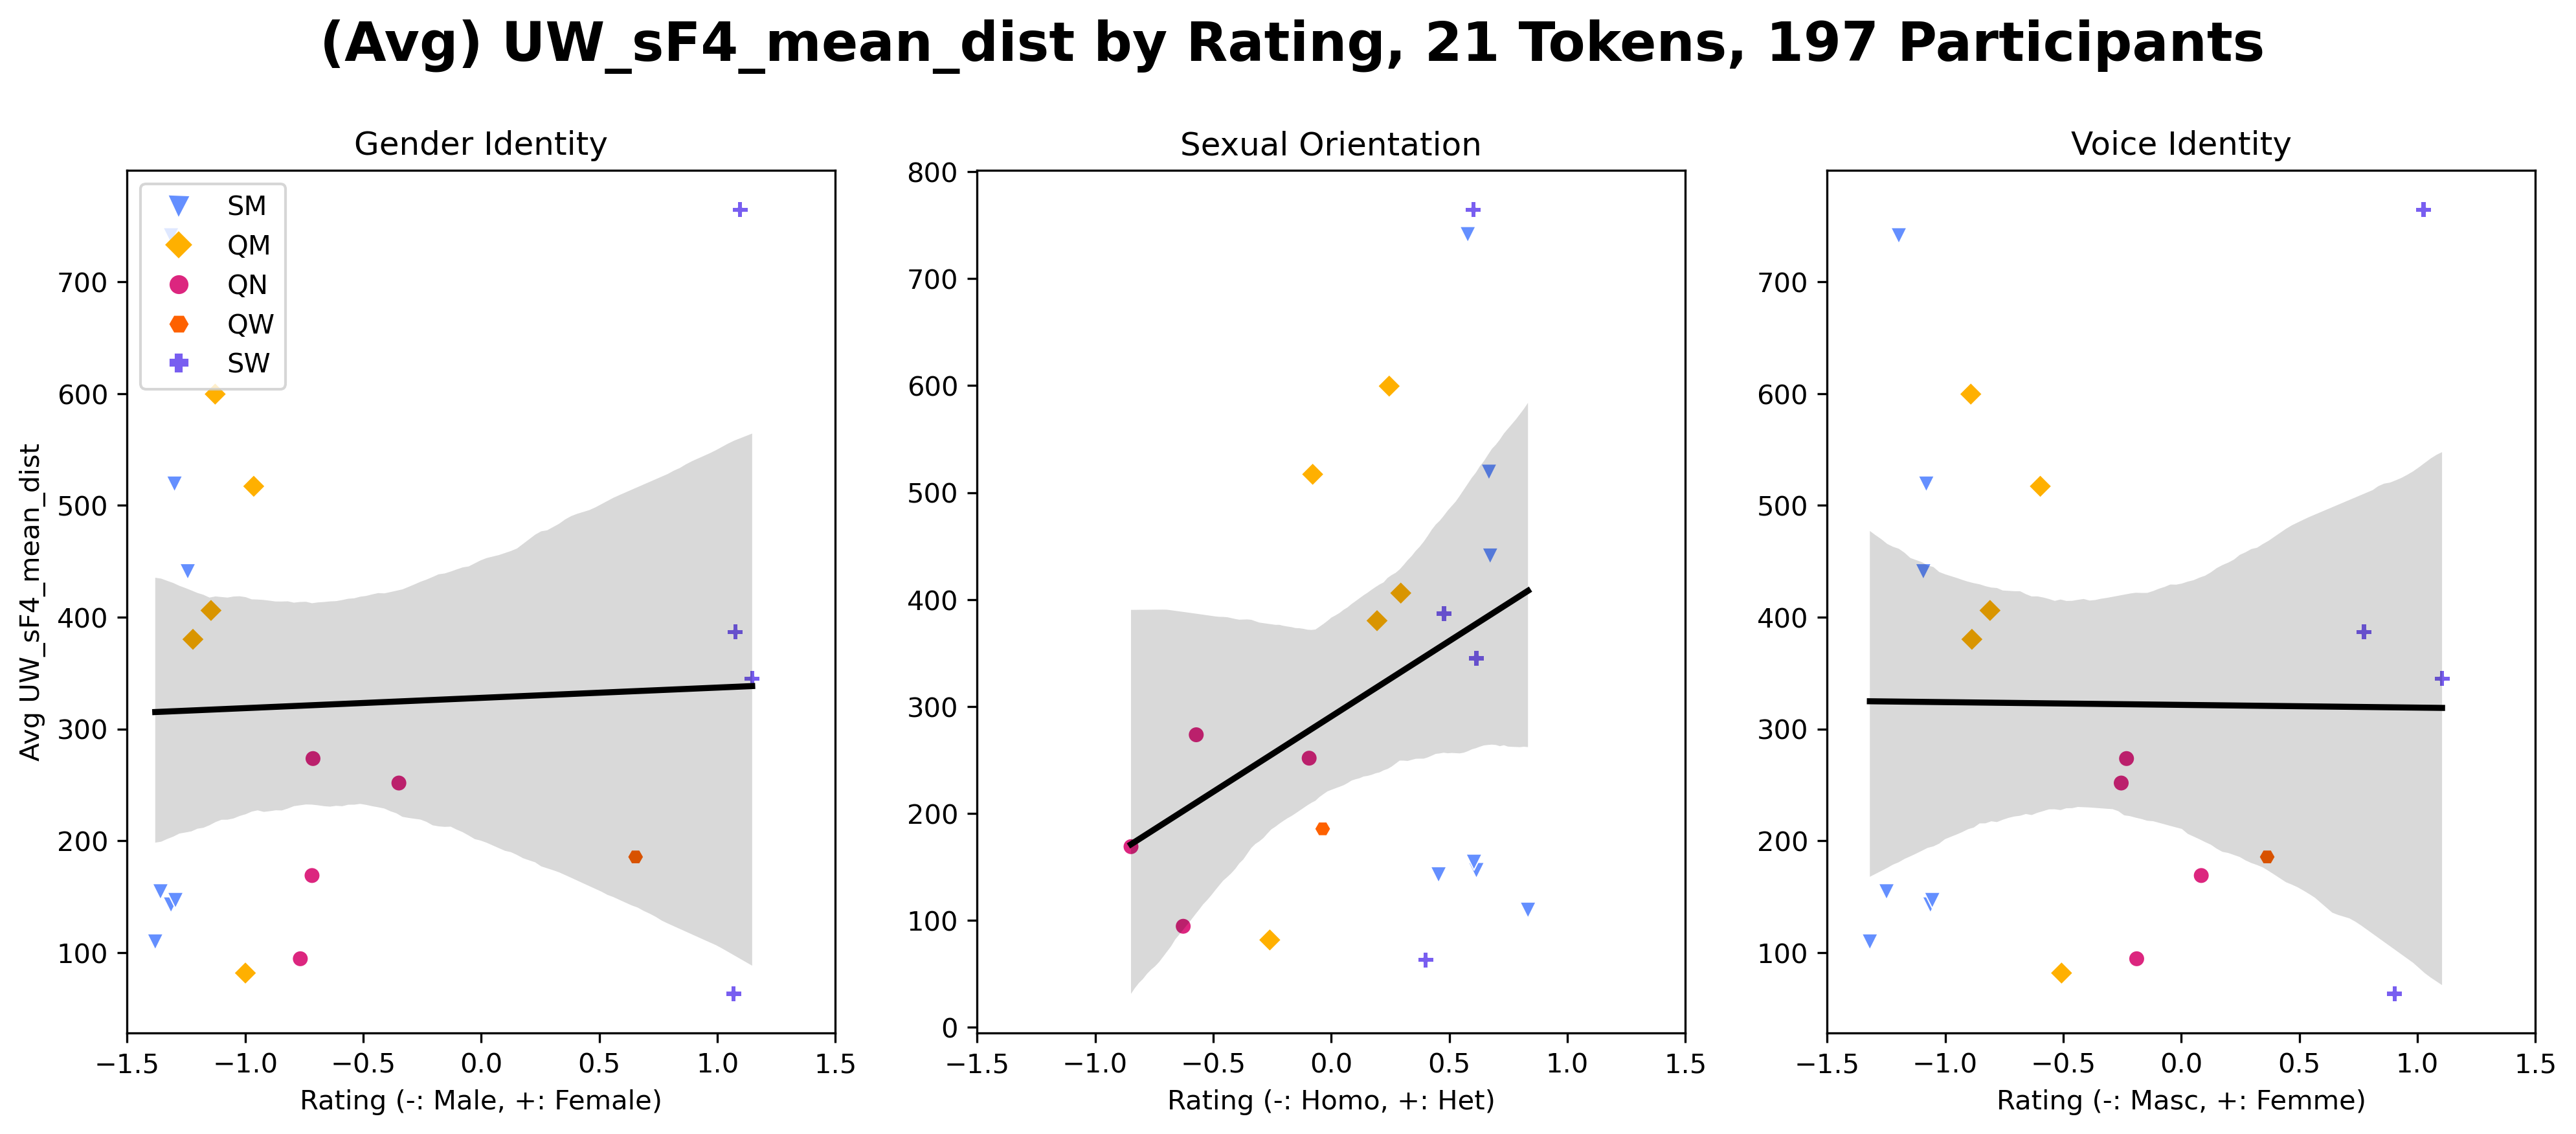 (Avg) UW_sF4_mean_dist by Rating, 21 Tokens, 197 Participants
Gender Identity
SM
QM
QN
QW
SW
Avg UW_sF4_mean_dist
700
600
500
400
300
200
100
−1.5 −1.0 −0.5 0.0 0.5 1.0 1.5
Rating (-: Male, +: Female)
Sexual Orientation
800
700
600
500
400
300
200
100
0
−1.5 −1.0 −0.5 0.0 0.5 1.0 1.5
Rating (-: Homo, +: Het)
Voice Identity
700
600
500
400
300
200
100
−1.5 −1.0 −0.5 0.0 0.5 1.0 1.5
Rating (-: Masc, +: Femme)